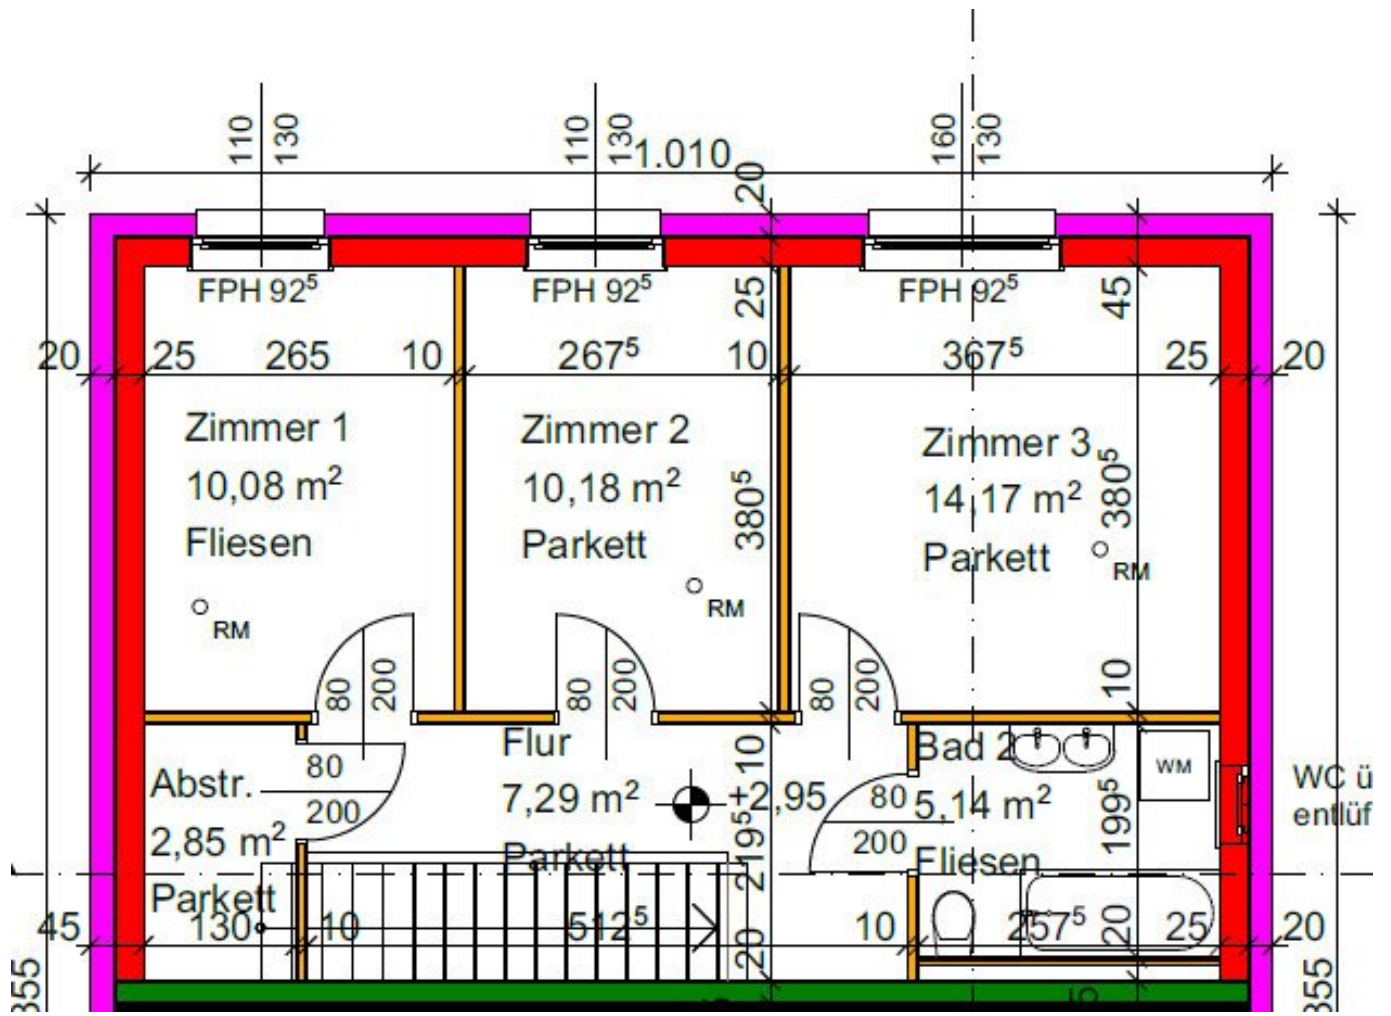 110
130
110
130
160
130
1.010
20
FPH 92⁵
FPH 92⁵
FPH 92⁵
25
45
20
25
265
10
267⁵
10
367⁵
25
20
Zimmer 1
10,08 m²
Fliesen
RM
Zimmer 2
10,18 m²
Parkett
RM
380⁵
Zimmer 3
14,17 m²
Parkett
RM
380⁵
80
200
80
200
80
200
10
Abstr.
2,85 m²
Parkett
80
200
Flur
7,29 m²
Parkett
10
+2,95
219⁵
80
200
Bad 2
5,14 m²
Fliesen
WM
199⁵
WC ü
entlüf
45
130
10
512⁵
20
10
257⁵
20
25
20
355
355